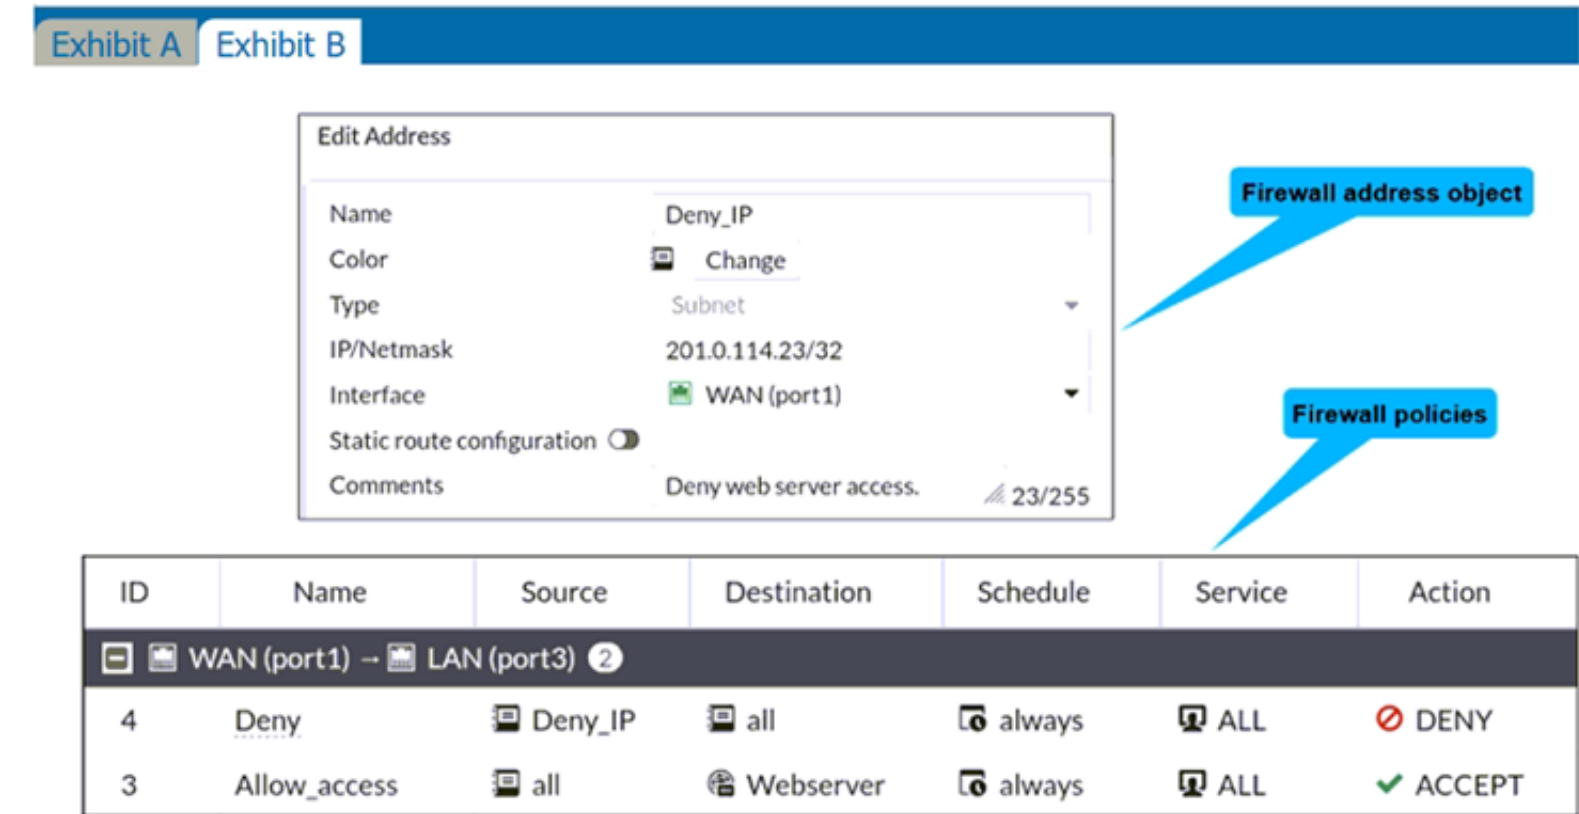 Exhibit A Exhibit B
Edit Address
Firewall address object
Name Deny_IP
Color Change
Type Subnet
IP/Netmask 201.0.114.23/32
Interface WAN (port1)
Firewall policies
Static route configuration
Comments Deny web server access. 23/255
ID Name Source Destination Schedule Service Action
WAN (port1) → LAN (port3) 2
4 Deny Deny_IP all always ALL DENY
3 Allow_access all Webserver always ALL ACCEPT